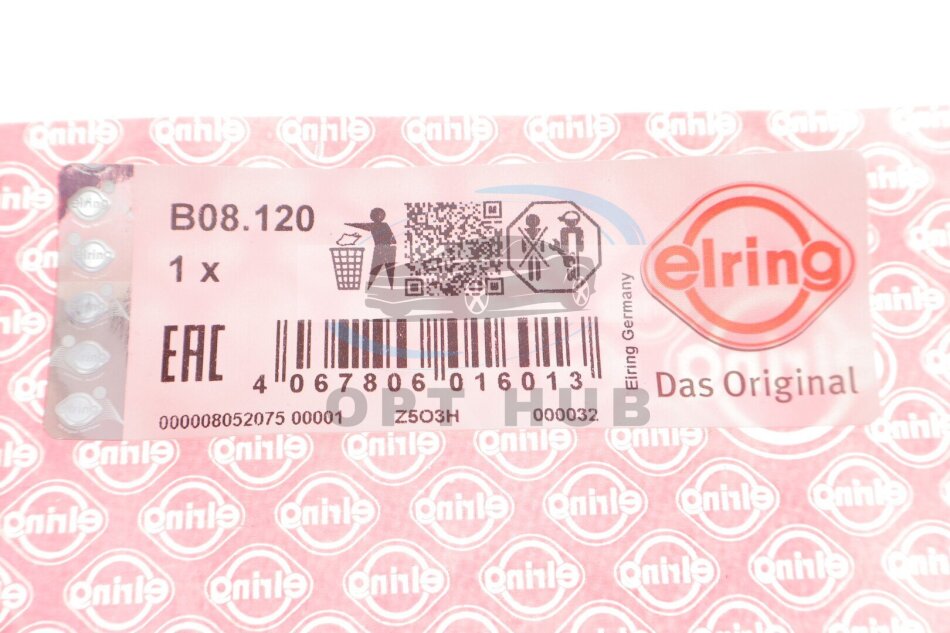 B08.120
1 x
EAC
4 067806 016013
000008052075 00001 Z5O3H 000032
Elring Germany
elring
Das Original
OPT HUB